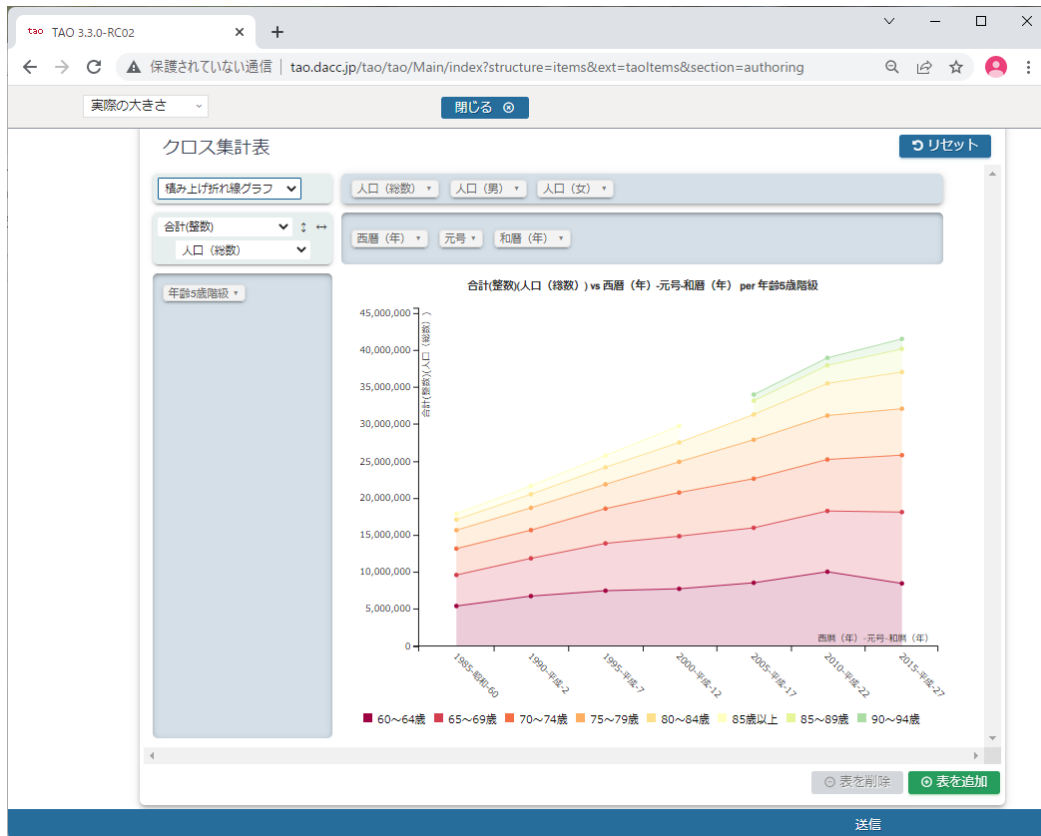 tao TAO 3.3.0-RC02
保護されていない通信 | tao.dacc.jp/tao/tao/Main/index?structure=items&ext=taoItems&section=authoring
実際の大きさ
閉じる
クロス集計表
リセット
積み上げ折れ線グラフ
人口（総数） 人口（男） 人口（女）
合計(整数)
人口（総数）
西暦（年） 元号 和暦（年）
年齢5歳階級
合計(整数)(人口（総数）) vs 西暦（年）-元号-和暦（年） per 年齢5歳階級
合計(整数)(人口（総数）)
45,000,000
40,000,000
35,000,000
30,000,000
25,000,000
20,000,000
15,000,000
10,000,000
5,000,000
0
西暦（年）-元号-和暦（年）
1985-昭和-60
1990-平成-2
1995-平成-7
2000-平成-12
2005-平成-17
2010-平成-22
2015-平成-27
60～64歳 65～69歳 70～74歳 75～79歳 80～84歳 85歳以上 85～89歳 90～94歳
表を削除 表を追加
送信